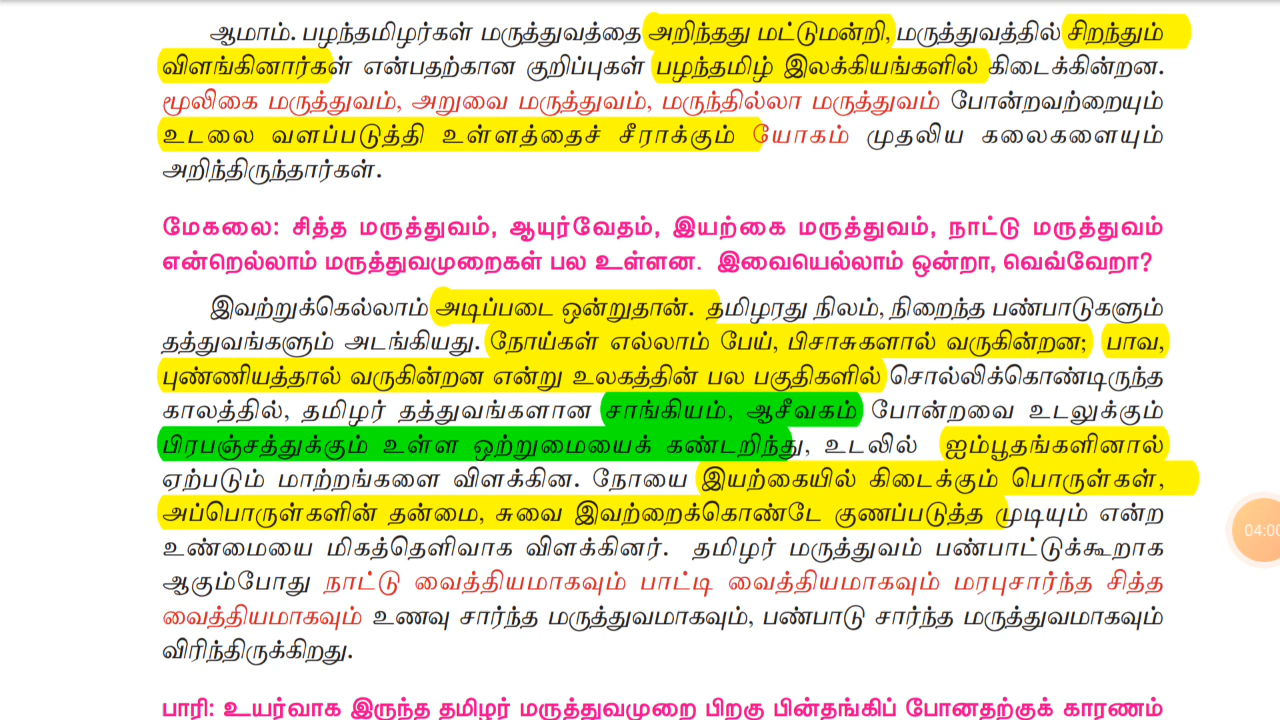 ஆமாம். பழந்தமிழர்கள் மருத்துவத்தை அறிந்தது மட்டுமன்றி, மருத்துவத்தில் சிறந்தும்
விளங்கினார்கள் என்பதற்கான குறிப்புகள் பழந்தமிழ் இலக்கியங்களில் கிடைக்கின்றன.
மூலிகை மருத்துவம், அறுவை மருத்துவம், மருந்தில்லா மருத்துவம் போன்றவற்றையும்
உடலை வளப்படுத்தி உள்ளத்தைச் சீராக்கும் யோகம் முதலிய கலைகளையும்
அறிந்திருந்தார்கள்.
மேகலை: சித்த மருத்துவம், ஆயுர்வேதம், இயற்கை மருத்துவம், நாட்டு மருத்துவம்
என்றெல்லாம் மருத்துவமுறைகள் பல உள்ளன. இவையெல்லாம் ஒன்றா, வெவ்வேறா?
இவற்றுக்கெல்லாம் அடிப்படை ஒன்றுதான். தமிழரது நிலம், நிறைந்த பண்பாடுகளும்
தத்துவங்களும் அடங்கியது. நோய்கள் எல்லாம் பேய், பிசாசுகளால் வருகின்றன; பாவ,
புண்ணியத்தால் வருகின்றன என்று உலகத்தின் பல பகுதிகளில் சொல்லிக்கொண்டிருந்த
காலத்தில், தமிழர் தத்துவங்களான சாங்கியம், ஆசீவகம் போன்றவை உடலுக்கும்
பிரபஞ்சத்துக்கும் உள்ள ஒற்றுமையைக் கண்டறிந்து, உடலில் ஐம்பூதங்களினால்
ஏற்படும் மாற்றங்களை விளக்கின. நோயை இயற்கையில் கிடைக்கும் பொருள்கள்,
அப்பொருள்களின் தன்மை, சுவை இவற்றைக்கொண்டே குணப்படுத்த முடியும் என்ற
உண்மையை மிகத்தெளிவாக விளக்கினர். தமிழர் மருத்துவம் பண்பாட்டுக்கூறாக
ஆகும்போது நாட்டு வைத்தியமாகவும் பாட்டி வைத்தியமாகவும் மரபுசார்ந்த சித்த
வைத்தியமாகவும் உணவு சார்ந்த மருத்துவமாகவும், பண்பாடு சார்ந்த மருத்துவமாகவும்
விரிந்திருக்கிறது.
04:00
பாரி: உயர்வாக இருந்த தமிழர் மருத்துவமுறை பிறகு பின்தங்கிப் போனதற்குக் காரணம்